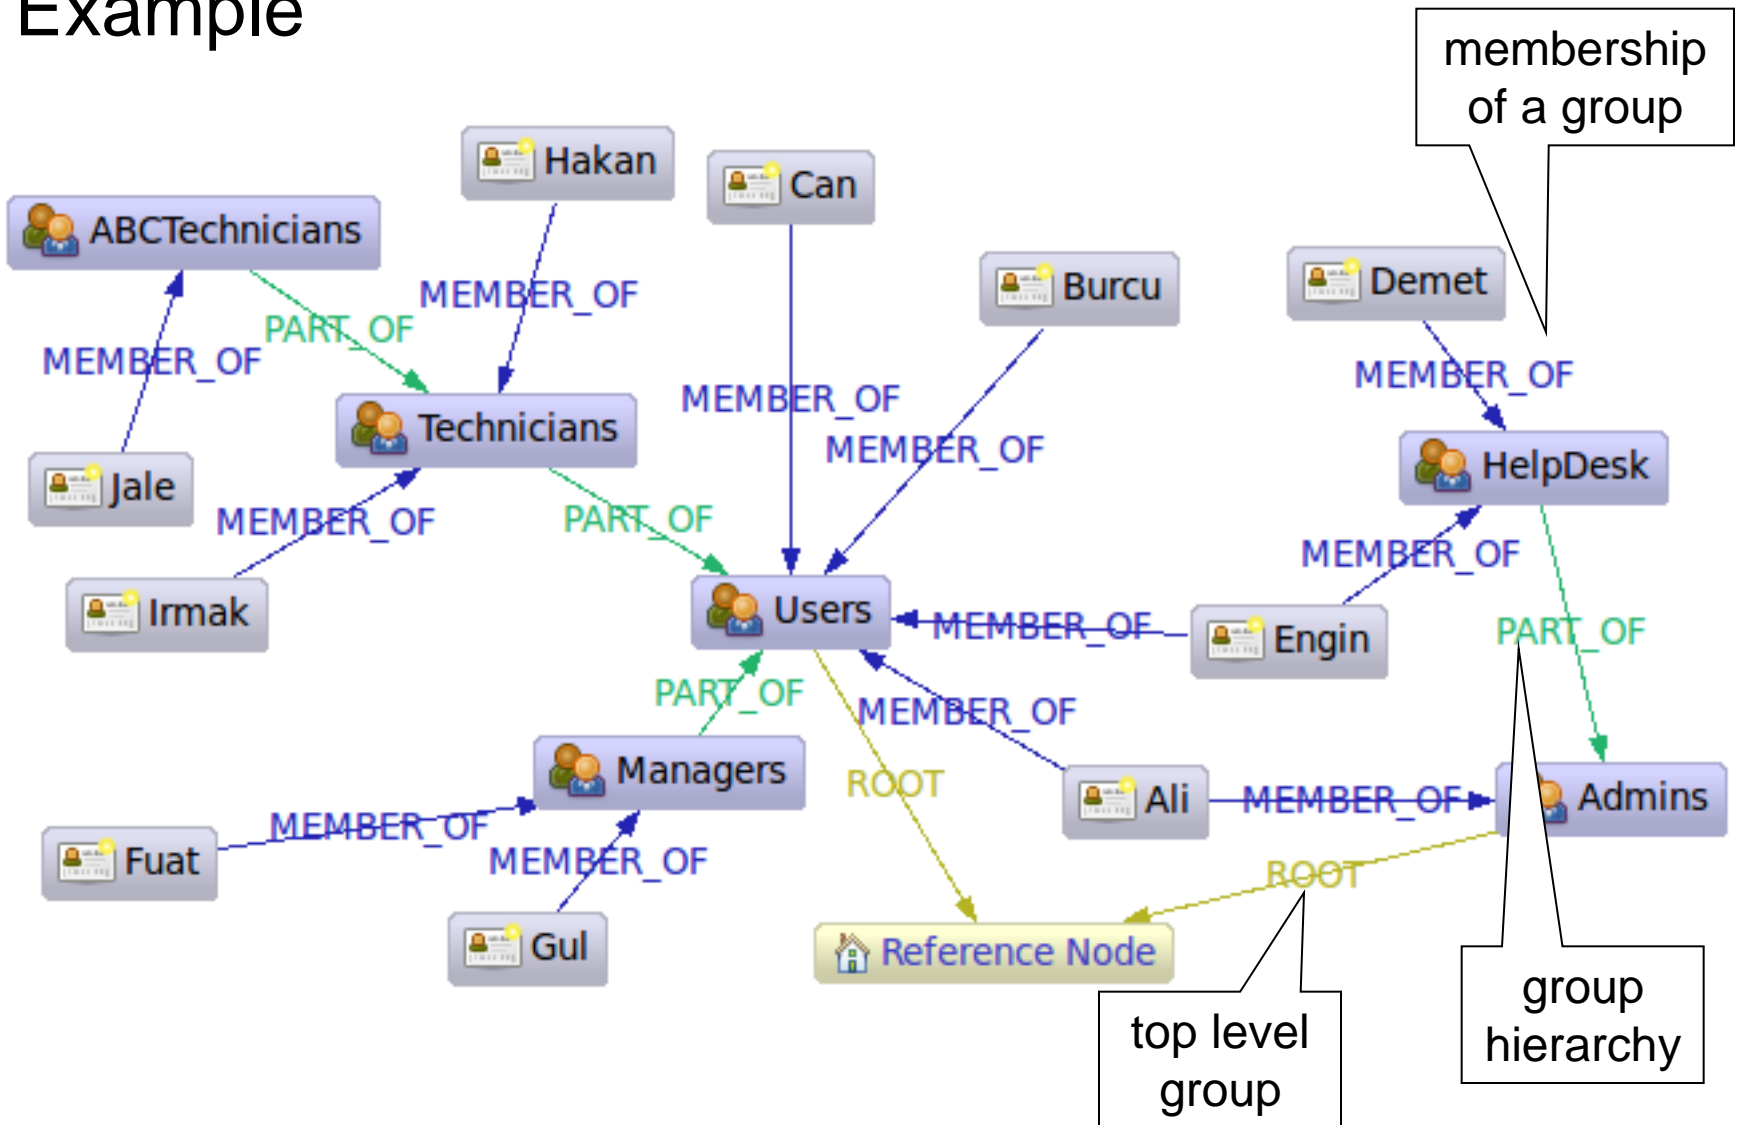 Example
membership
of a group
Hakan
Can
ABCTechnicians
Burcu
Demet
MEMBER_OF
PART_OF
MEMBER_OF
MEMBER_OF
MEMBER_OF
Technicians
MEMBER_OF
HelpDesk
Jale
MEMBER_OF
PART_OF
MEMBER_OF
Irmak
Users
MEMBER_OF
Engin
PART_OF
PART_OF
MEMBER_OF
Managers
ROOT
Ali
MEMBER_OF
Admins
MEMBER_OF
Fuat
MEMBER_OF
ROOT
Gul
Reference Node
group
hierarchy
top level
group